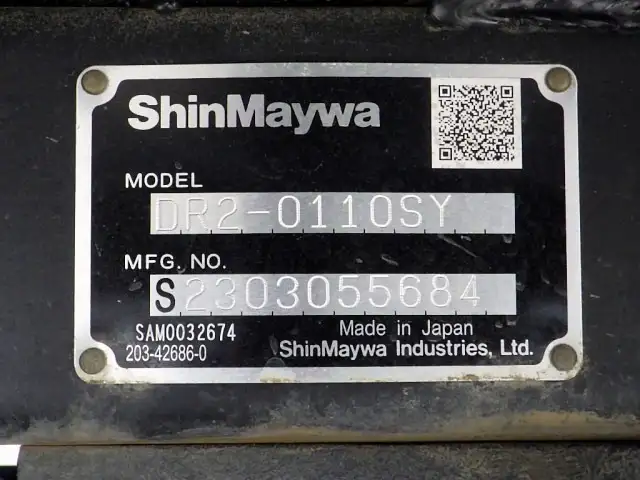 ShinMaywa
MODEL
DR2-0110SY
MFG. NO.
S2303055684
SAM0032674
203-42686-0
Made in Japan
ShinMaywa Industries, Ltd.